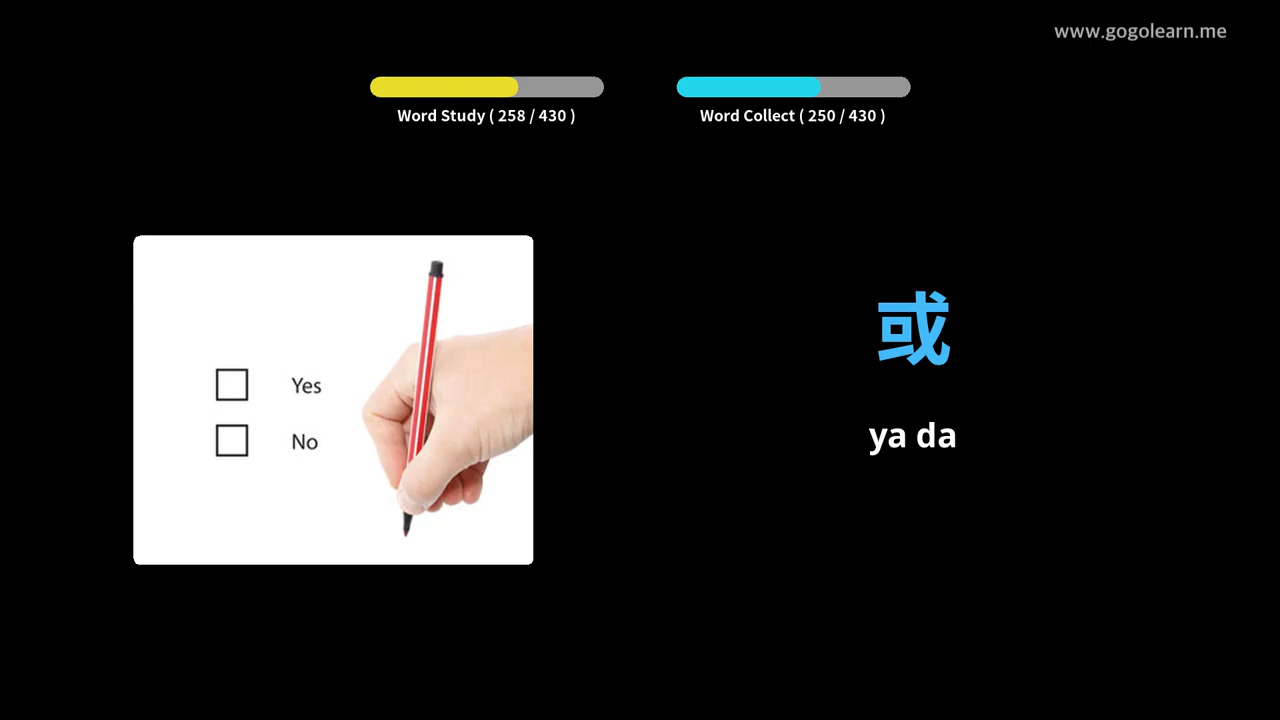 www.gogolearn.me
Word Study ( 258 / 430 )
Word Collect ( 250 / 430 )
Yes
No
或
ya da